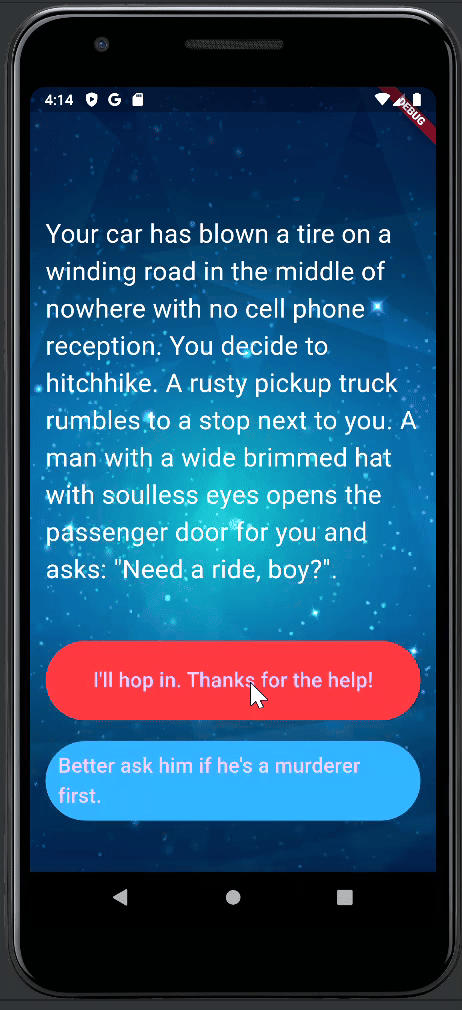 4:14
DEBUG
Your car has blown a tire on a
winding road in the middle of
nowhere with no cell phone
reception. You decide to
hitchhike. A rusty pickup truck
rumbles to a stop next to you. A
man with a wide brimmed hat
with soulless eyes opens the
passenger door for you and
asks: "Need a ride, boy?".
I'll hop in. Thanks for the help!
Better ask him if he's a murderer
first.